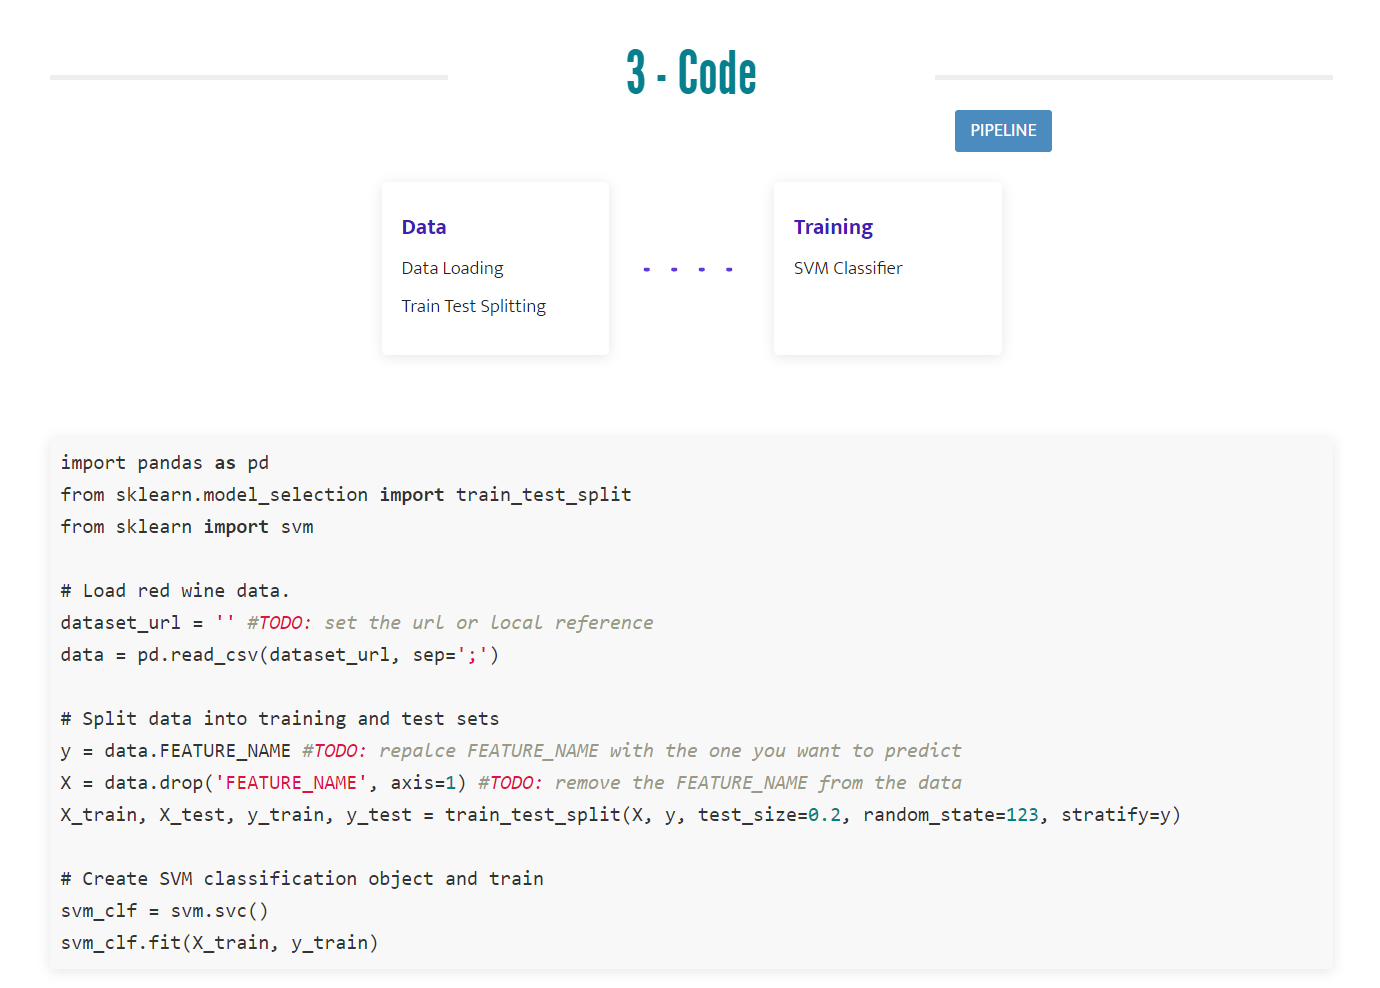 3 - Code
PIPELINE
Data
Data Loading
Train Test Splitting
Training
SVM Classifier
import pandas as pd
from sklearn.model_selection import train_test_split
from sklearn import svm
# Load red wine data.
dataset_url = '' #TODO: set the url or local reference
data = pd.read_csv(dataset_url, sep=';')
# Split data into training and test sets
y = data.FEATURE_NAME #TODO: repalce FEATURE_NAME with the one you want to predict
X = data.drop('FEATURE_NAME', axis=1) #TODO: remove the FEATURE_NAME from the data
X_train, X_test, y_train, y_test = train_test_split(X, y, test_size=0.2, random_state=123, stratify=y)
# Create SVM classification object and train
svm_clf = svm.svc()
svm_clf.fit(X_train, y_train)